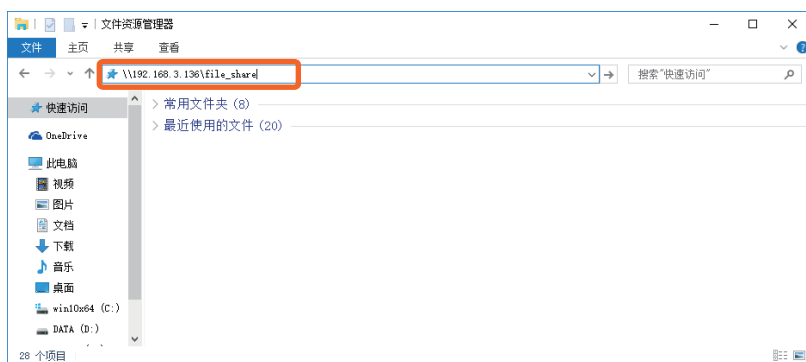 文件资源管理器
文件 主页 共享 查看
\\192.168.3.136\file_share 搜索"快速访问"
快速访问
OneDrive
此电脑
视频
图片
文档
下载
音乐
桌面
win10x64 (C:)
DATA (D:)
常用文件夹 (8)
最近使用的文件 (20)
28 个项目